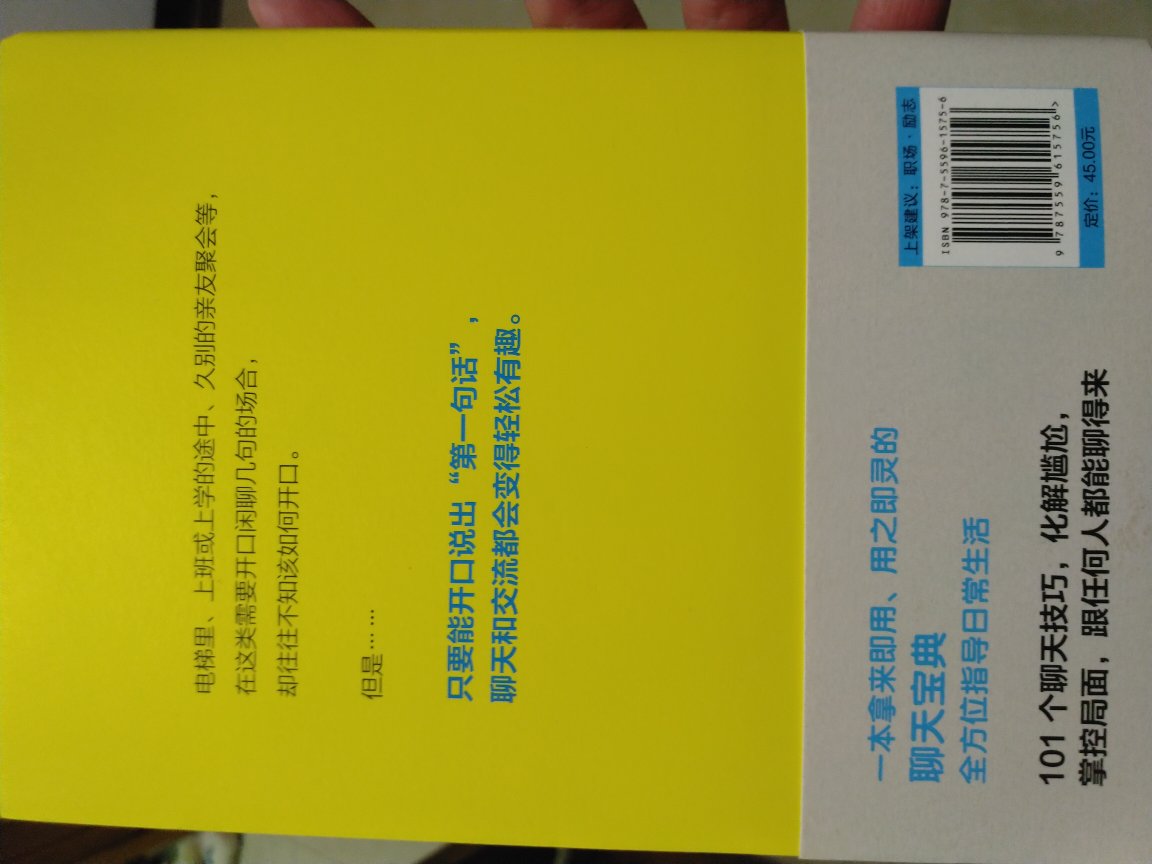 电梯里、上班或上学的途中、久别的亲友聚会等，
在这类需要开口闲聊几句的场合，
却往往不知该如何开口。
但是……
只要能开口说出“第一句话”，
聊天和交流都会变得轻松有趣。
一本拿来即用、用之即灵的
聊天宝典
全方位指导日常生活
101 个聊天技巧，化解尴尬，
掌控局面，跟任何人都能聊得来
上架建议：职场·励志
ISBN 978-7-5596-1575-6
9 787559 615756 >
定价：45.00元